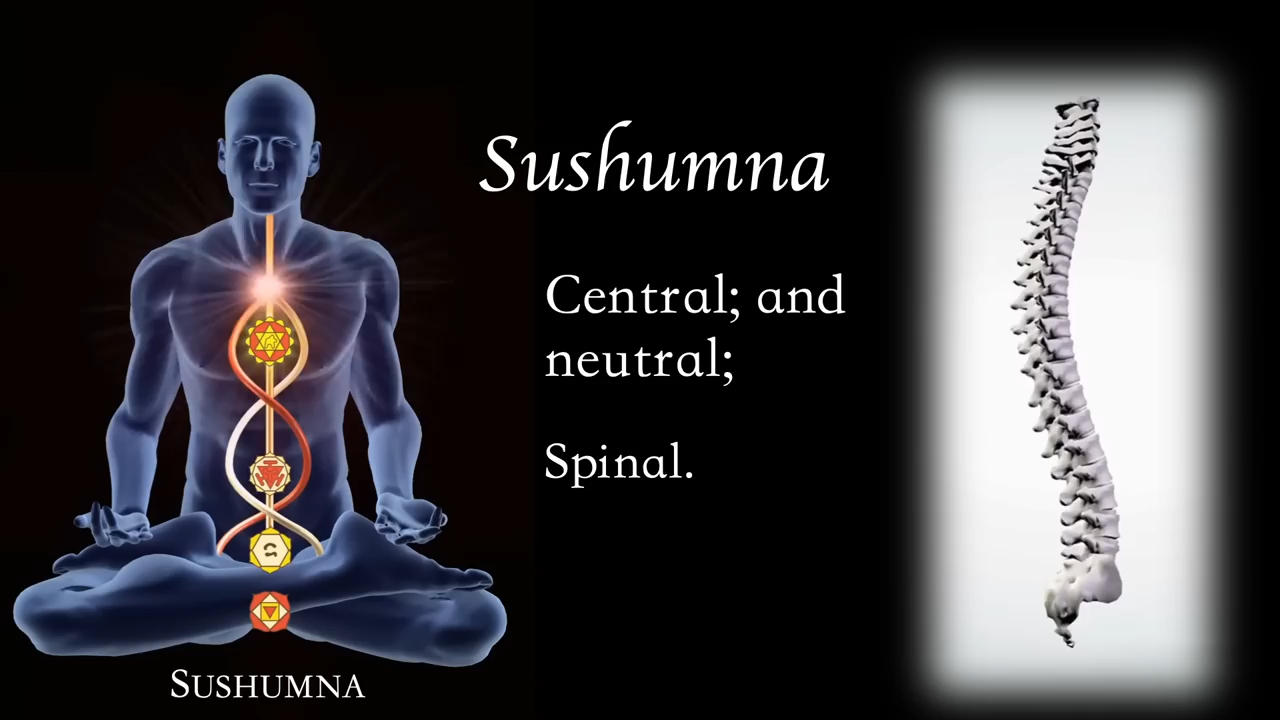 Sushumna
Central; and
neutral;
Spinal.
SUSHUMNA